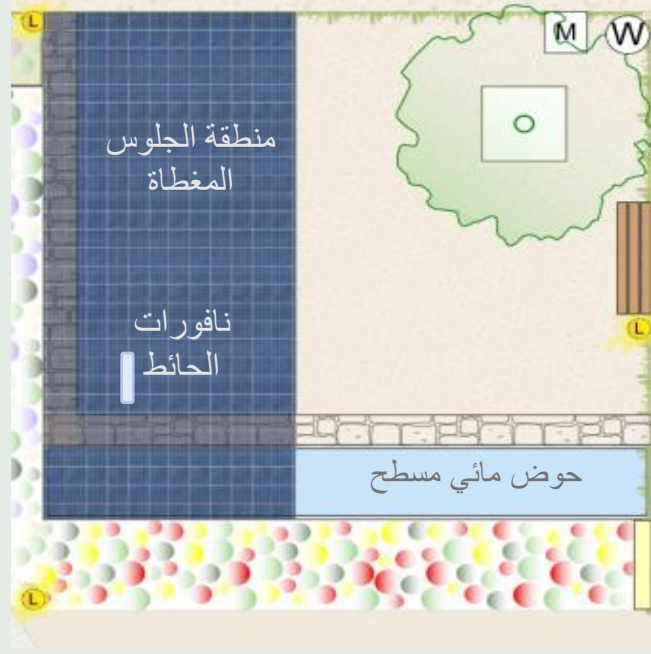 L
M W
منطقة الجلوس
المغطاة
نافورات
الحائط
L
حوض مائي مسطح
L